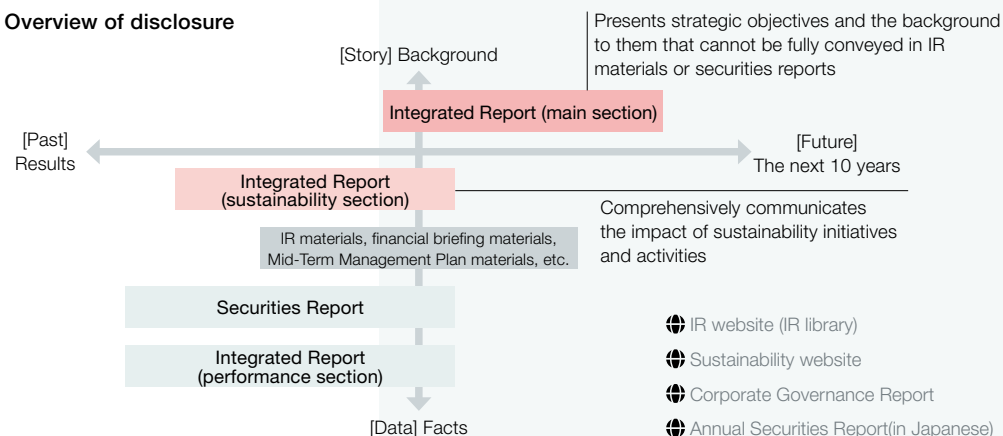 Overview of disclosure
Presents strategic objectives and the background
to them that cannot be fully conveyed in IR
materials or securities reports
[Story] Background
Integrated Report (main section)
[Past]
Results
[Future]
The next 10 years
Integrated Report
(sustainability section)
Comprehensively communicates
the impact of sustainability initiatives
and activities
IR materials, financial briefing materials,
Mid-Term Management Plan materials, etc.
Securities Report
Integrated Report
(performance section)
[Data] Facts
IR website (IR library)
Sustainability website
Corporate Governance Report
Annual Securities Report(in Japanese)